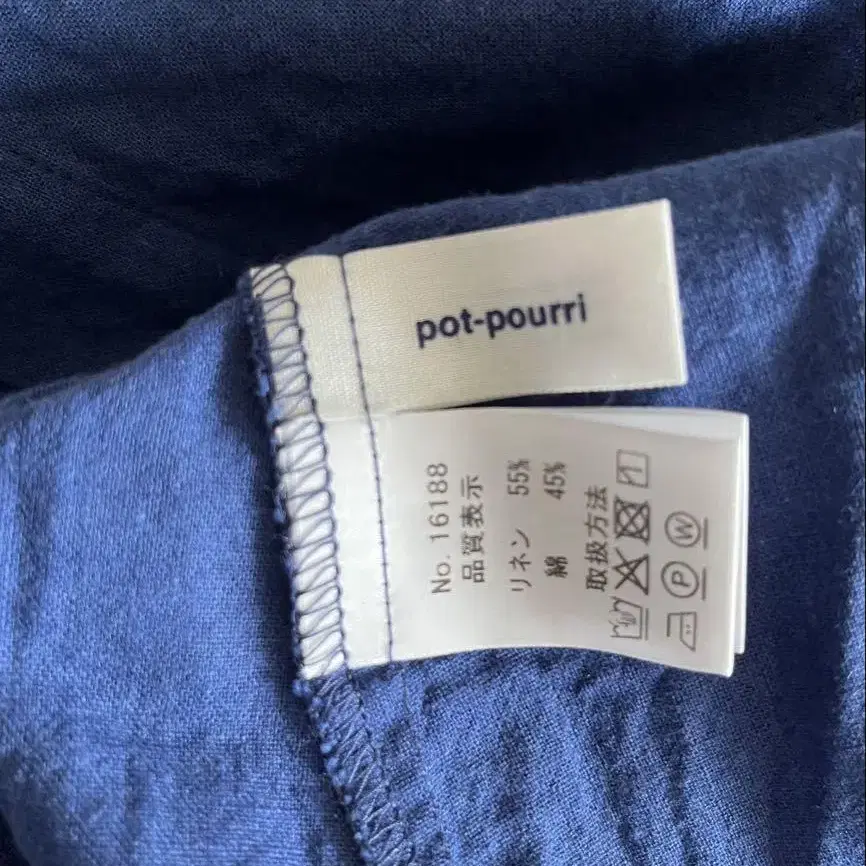 pot-pourri
No. 16188
品質表示
リネン 55%
綿 45%
取扱方法
P W